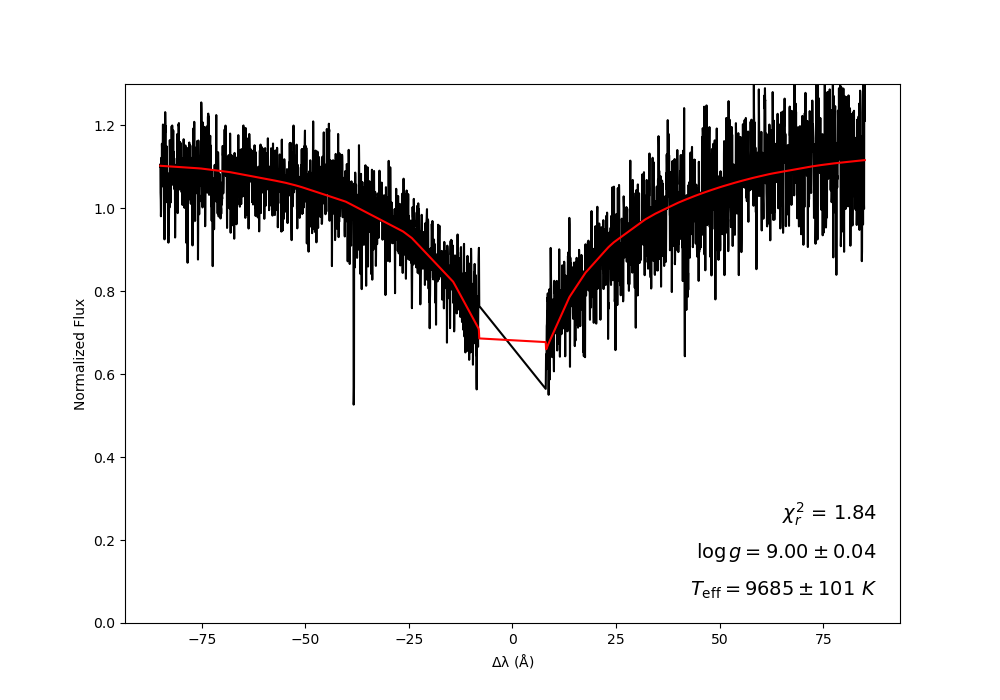 1.2
1.0
0.8
0.6
0.4
0.2
0.0
Normalized Flux
χ²ᵣ = 1.84
log g = 9.00 ± 0.04
T_eff = 9685 ± 101 K
−75 −50 −25 0 25 50 75
Δλ (Å)